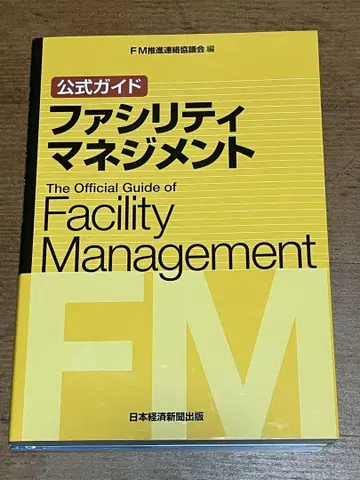 FM推進連絡協議会 編
公式ガイド
ファシリティ
マネジメント
The Official Guide of
Facility
Management
FM
日本経済新聞出版